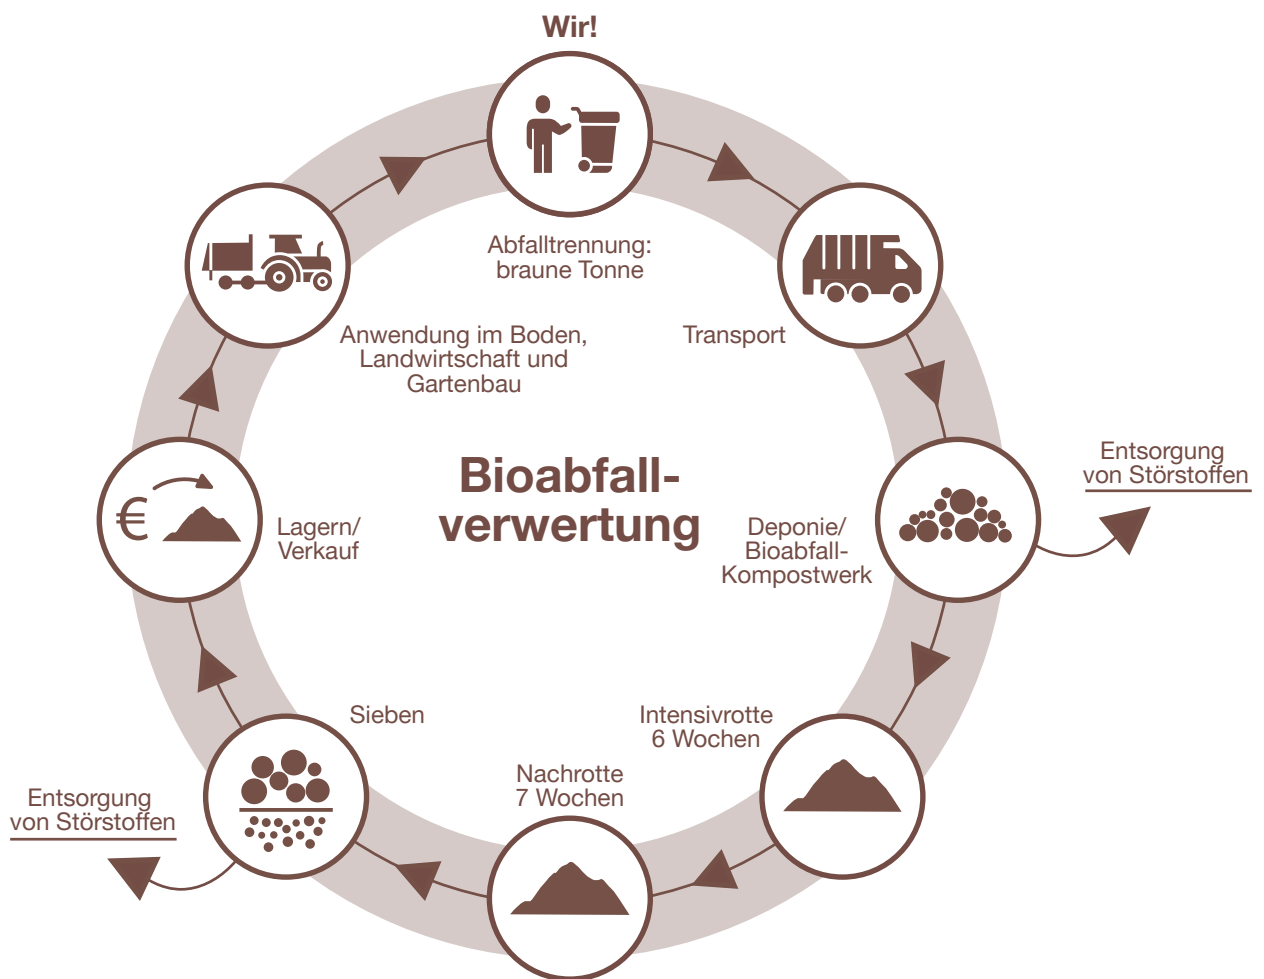 Wir!
Abfalltrennung:
braune Tonne
Transport
Entsorgung
von Störstoffen
Deponie/
Bioabfall-
Kompostwerk
Intensivrotte
6 Wochen
Nachrotte
7 Wochen
Sieben
Entsorgung
von Störstoffen
€
Lagern/
Verkauf
Anwendung im Boden,
Landwirtschaft und
Gartenbau
Bioabfall-
verwertung